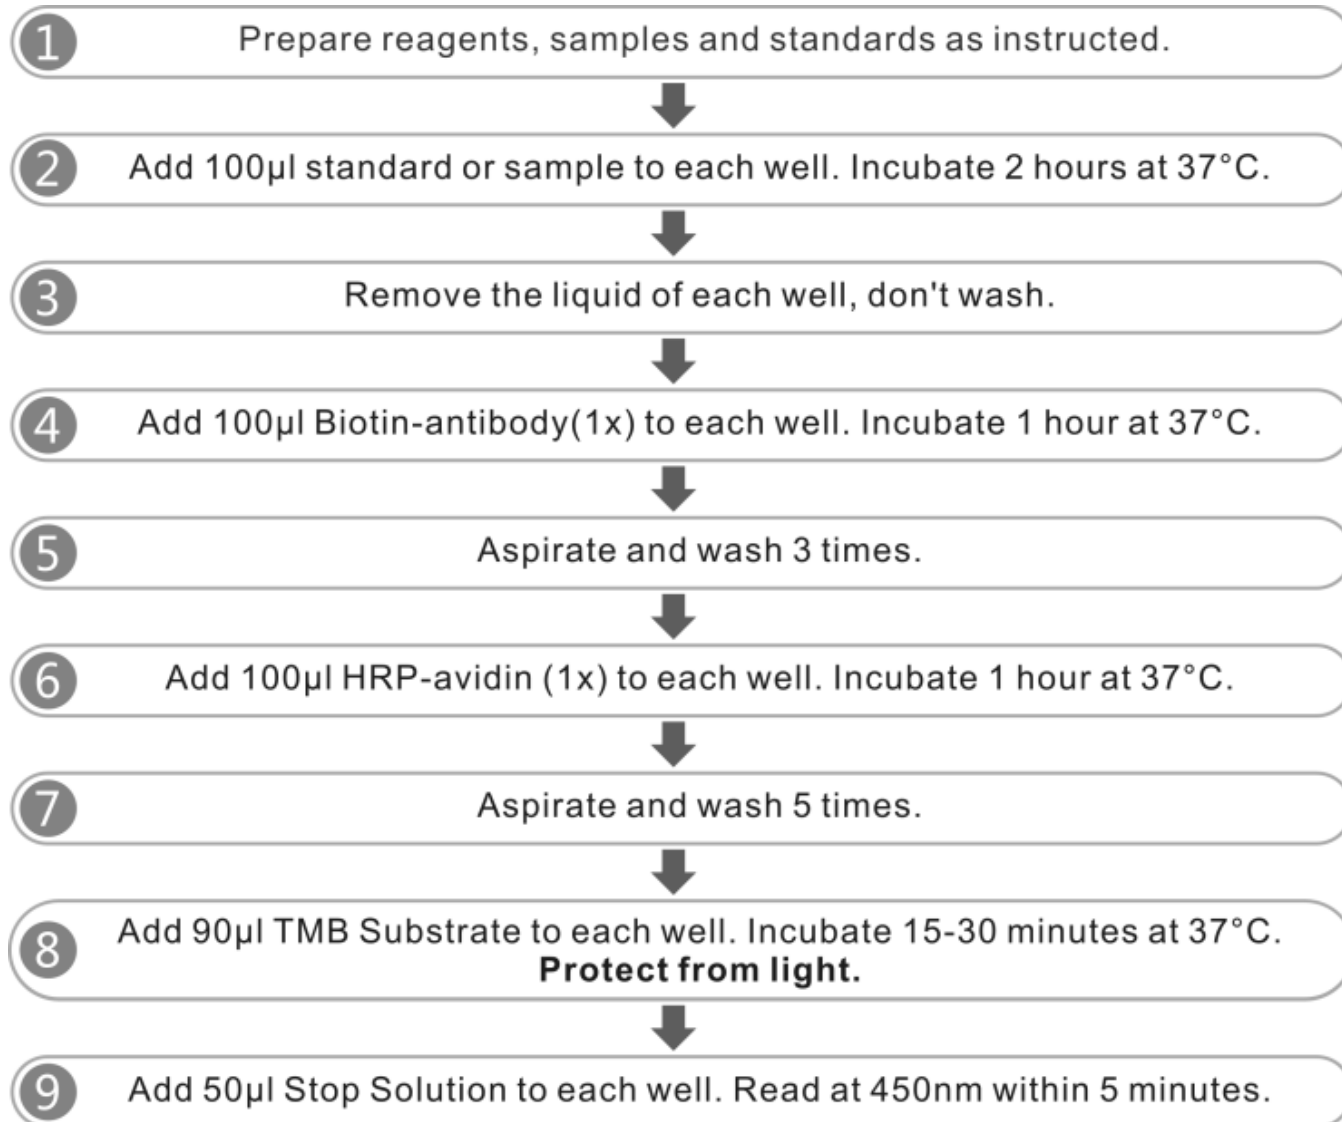 1 Prepare reagents, samples and standards as instructed.
2 Add 100µl standard or sample to each well. Incubate 2 hours at 37°C.
3 Remove the liquid of each well, don't wash.
4 Add 100µl Biotin-antibody(1x) to each well. Incubate 1 hour at 37°C.
5 Aspirate and wash 3 times.
6 Add 100µl HRP-avidin (1x) to each well. Incubate 1 hour at 37°C.
7 Aspirate and wash 5 times.
8 Add 90µl TMB Substrate to each well. Incubate 15-30 minutes at 37°C.
Protect from light.
9 Add 50µl Stop Solution to each well. Read at 450nm within 5 minutes.